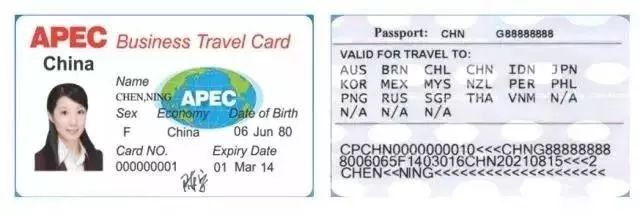 APEC Business Travel Card
China
Name
CHEN,NING
APEC
Sex Economy Date of Birth
F China 06 Jun 80
Card NO. Expiry Date
000000001 01 Mar 14
Passport: CHN G88888888
VALID FOR TRAVEL TO:
AUS BRN CHL CHN IDN JPN
KOR MEX MYS NZL PER PHL
PNG RUS SGP THA VNM N/A
N/A N/A N/A N/A
CPCHN0000000010<<<CHNG88888888
8006065F1403016CHN20210815<<<2
CHEN<<NING<<<<<<<<<<<<<<<<<<<<